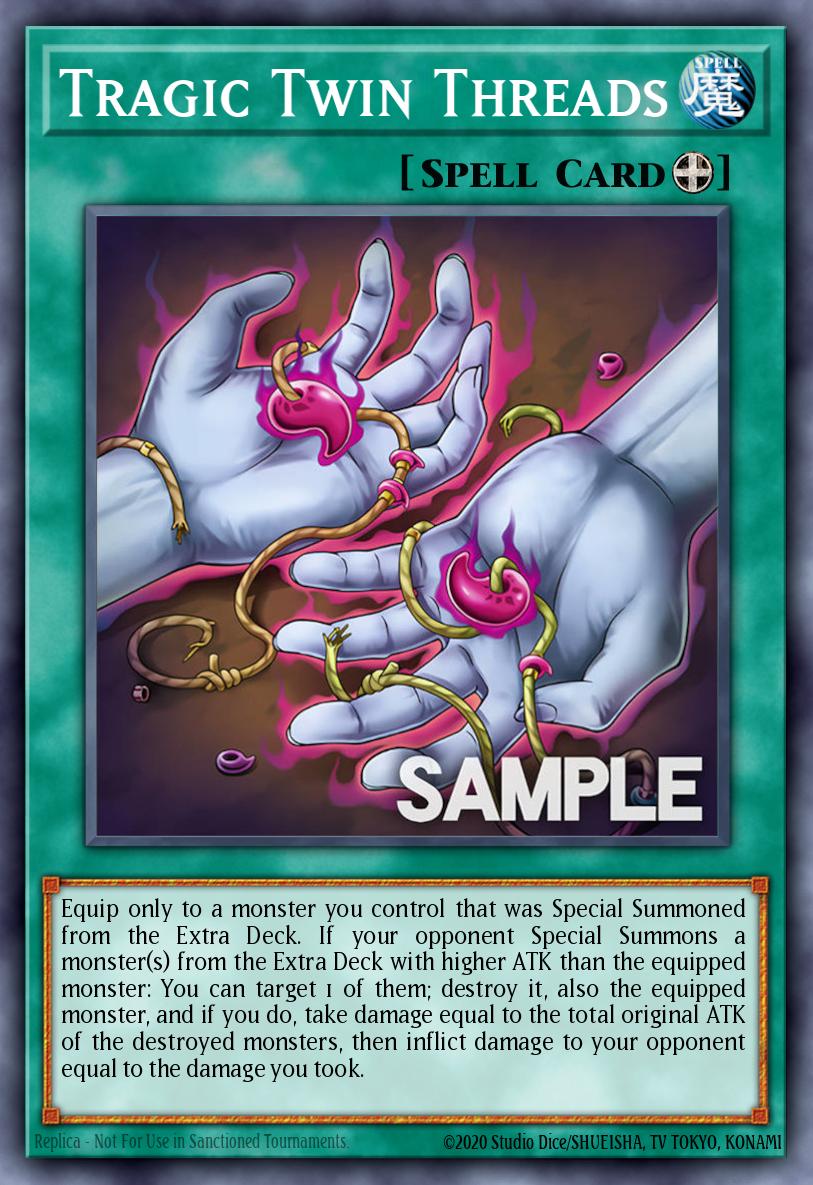 TRAGIC TWIN THREADS
SPELL
魔
[SPELL CARD]
SAMPLE
Equip only to a monster you control that was Special Summoned
from the Extra Deck. If your opponent Special Summons a
monster(s) from the Extra Deck with higher ATK than the equipped
monster: You can target 1 of them; destroy it, also the equipped
monster, and if you do, take damage equal to the total original ATK
of the destroyed monsters, then inflict damage to your opponent
equal to the damage you took.
Replica - Not For Use in Sanctioned Tournaments.
©2020 Studio Dice/SHUEISHA, TV TOKYO, KONAMI